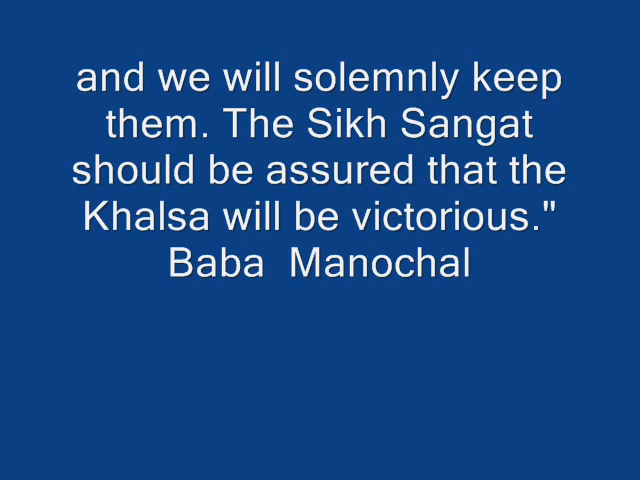 and we will solemnly keep
them. The Sikh Sangat
should be assured that the
Khalsa will be victorious."
Baba  Manochal